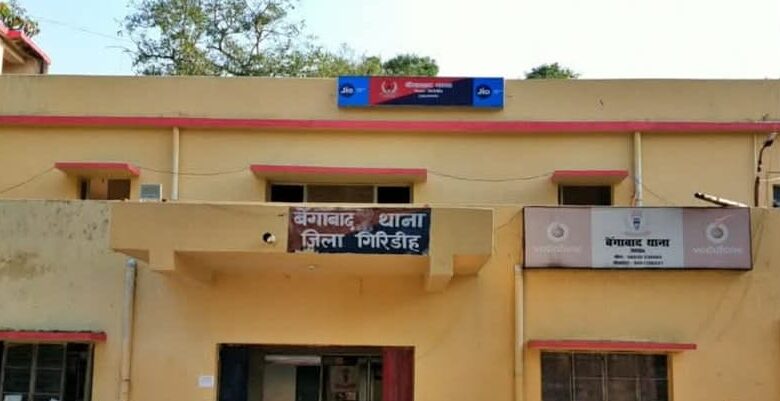 Jio
बेंगाबाद थाना
Jio
बेंगाबाद थाना
जिला गिरिडीह
vodafone
बेंगाबाद थाना
vodafone